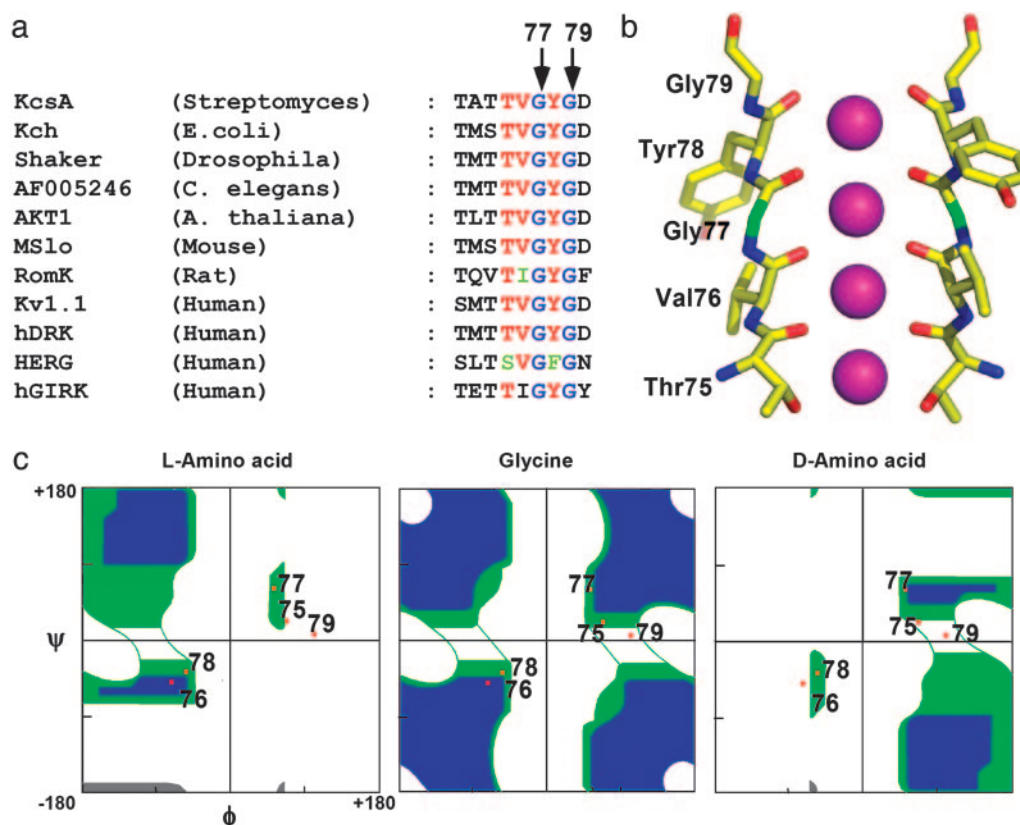 a
77 79
KcsA (Streptomyces) : TATTVGYGD
Kch (E.coli) : TMSTVGYGD
Shaker (Drosophila) : TMTTVGYGD
AF005246 (C. elegans) : TMTTVGYGD
AKT1 (A. thaliana) : TLTTVGYGD
MSlo (Mouse) : TMSTVGYGD
RomK (Rat) : TQVTIGYGF
Kv1.1 (Human) : SMTTVGYGD
hDRK (Human) : TMTTVGYGD
HERG (Human) : SLTSVGFGN
hGIRK (Human) : TETTIGYGY
b
Gly79
Tyr78
Gly77
Val76
Thr75
c
L-Amino acid Glycine D-Amino acid
+180
77
75
79
ψ
78
76
-180
ϕ
+180
77
75 79
78
76
77
75 79
78
76